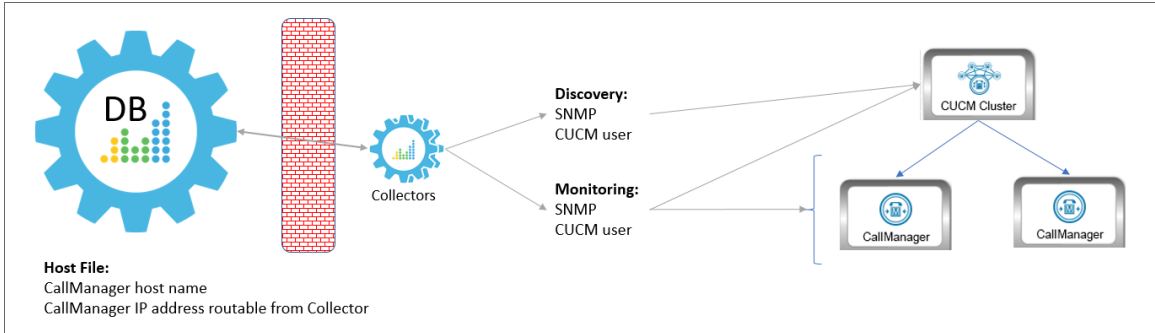 DB
Collectors
Discovery:
SNMP
CUCM user
Monitoring:
SNMP
CUCM user
CUCM Cluster
CallManager
CallManager
Host File:
CallManager host name
CallManager IP address routable from Collector